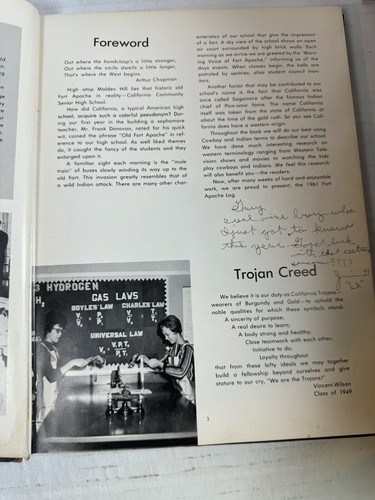 Foreword
Out where the handclasp's a little stronger,
Out where the smile dwells a little longer,
That's where the West begins.
Arthur Chapman
High atop Malden Hill lies that historic old
Fort Apache in reality—California Community
Senior High School.
How did California, a typical American high
school, acquire such a colorful pseudonym? Dur-
ing our first year in the building a sophomore
teacher, Mr. Frank Donavan, noted for his quick
wit, coined the phrase "Old Fort Apache" in ref-
erence to our high school. As well liked themes
do, it caught the fancy of the students and they
enlarged upon it.
A familiar sight each morning is the "mule
train" of buses slowly winding its way up to the
old Fort. This invasion greatly resembles that of
a wild Indian attack. There are many other char-
acteristics of our school that give the impression
of a fort. A sky view of the school shows an open
air court surrounded by high brick walls. Each
morning as we arrive we are greeted by the "Morn-
ing Voice of Fort Apache," informing us of the
days events. When classes begin, the halls are
patroled by sentries, alias student council mon-
itors.
Another factor that may be contributed to our
school's name is the fact that California was
once called Sagamore after the famous Indian
chief of Paw-wow fame. The name California
itself was taken from the state of California at
about the time of the gold rush. So you see Cali-
fornia does have a western origin.
Throughout the book we will do our best using
Cowboy and Indian terms to describe our school.
We have done much interesting research on
western terminology ranging from Western Tele-
vision shows and movies to watching the kids
play cowboys and Indians. We feel this research
will also benefit you—the readers.
Now, after many weeks of hard and enjoyable
work, we are proud to present, the 1961 Fort
Apache Log.
Guy,
a real nice boy who
I just got to know
this year. Good luck
Trojan Creed
We believe it is our duty as California Trojans—
wearers of Burgundy and Gold—to uphold the
noble qualities for which these symbols stand:
A sincerity of purpose;
A real desire to learn;
A body strong and healthy;
Close teamwork with each other;
Initiative to do;
Loyalty throughout
that from these lofty ideals we may together
build a fellowship beyond ourselves and give
stature to our cry, "We are the Trojans!"
Vincent Wilson
Class of 1949
3 HYDROGEN
GAS LAWS
BOYLE'S LAW CHARLES' LAW
UNIVERSAL LAW
3